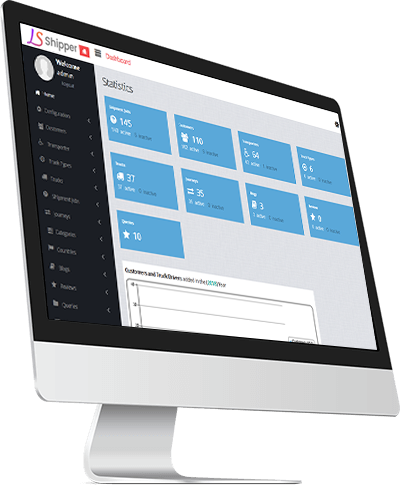 LS Shipper
Dashboard
Welcome
admin
Statistics
Home
Configuration
Customers
Transporter
Truck Types
Trucks
Shipment Jobs
Journeys
Categories
Countries
Blogs
Reviews
Queries
Shipment Jobs
145
Customers
110
Transporters
64
Truck Types
6
Trucks
37
Journeys
35
Blogs
3
Reviews
0
Queries
10
Customers and Truck Drivers added in the Year